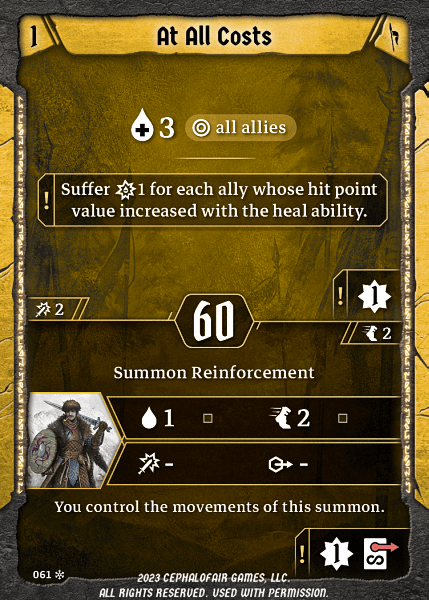 1
At All Costs
3 all allies
! Suffer 1 for each ally whose hit point
value increased with the heal ability.
! 1
2
60
2
Summon Reinforcement
1 2
- -
You control the movements of this summon.
! 1 S
061
2023 CEPHALOFAIR GAMES, LLC.
ALL RIGHTS RESERVED. USED WITH PERMISSION.